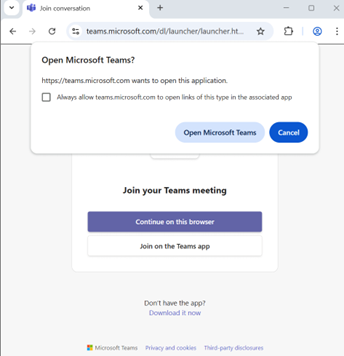 Join conversation
teams.microsoft.com/dl/launcher/launcher.ht...
Open Microsoft Teams?
https://teams.microsoft.com wants to open this application.
Always allow teams.microsoft.com to open links of this type in the associated app
Open Microsoft Teams
Cancel
Join your Teams meeting
Continue on this browser
Join on the Teams app
Don't have the app?
Download it now
Microsoft Teams Privacy and cookies Third-party disclosures